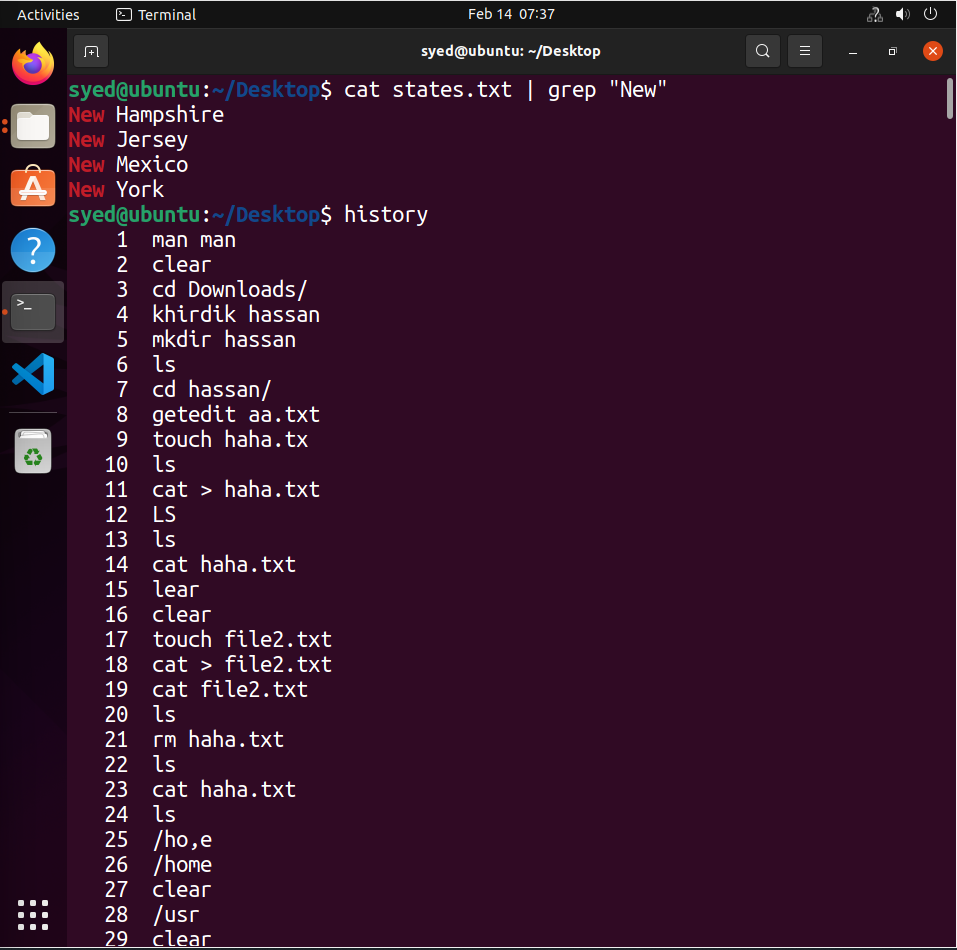 Activities
Terminal
Feb 14 07:37
syed@ubuntu: ~/Desktop
syed@ubuntu:~/Desktop$ cat states.txt | grep "New"
New Hampshire
New Jersey
New Mexico
New York
syed@ubuntu:~/Desktop$ history
1 man man
2 clear
3 cd Downloads/
4 khirdik hassan
5 mkdir hassan
6 ls
7 cd hassan/
8 getedit aa.txt
9 touch haha.tx
10 ls
11 cat > haha.txt
12 LS
13 ls
14 cat haha.txt
15 lear
16 clear
17 touch file2.txt
18 cat > file2.txt
19 cat file2.txt
20 ls
21 rm haha.txt
22 ls
23 cat haha.txt
24 ls
25 /ho,e
26 /home
27 clear
28 /usr
29 clear